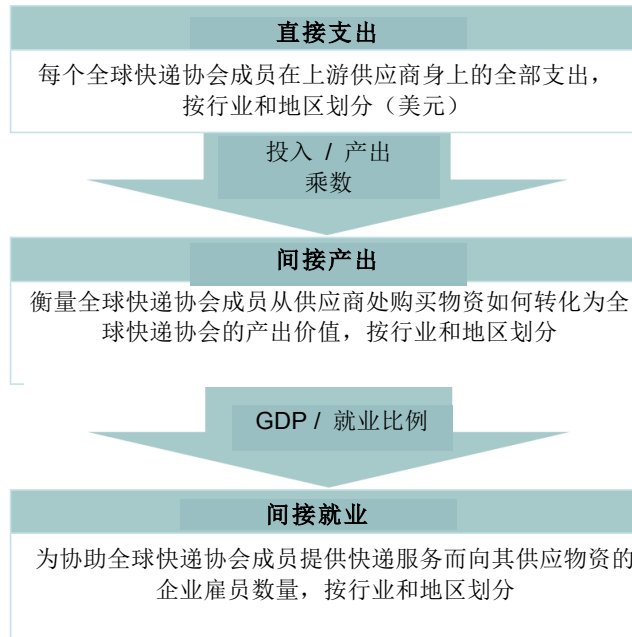 直接支出
每个全球快递协会成员在上游供应商身上的全部支出，
按行业和地区划分（美元）
投入 / 产出
乘数
间接产出
衡量全球快递协会成员从供应商处购买物资如何转化为全
球快递协会的产出价值，按行业和地区划分
GDP / 就业比例
间接就业
为协助全球快递协会成员提供快递服务而向其供应物资的
企业雇员数量，按行业和地区划分